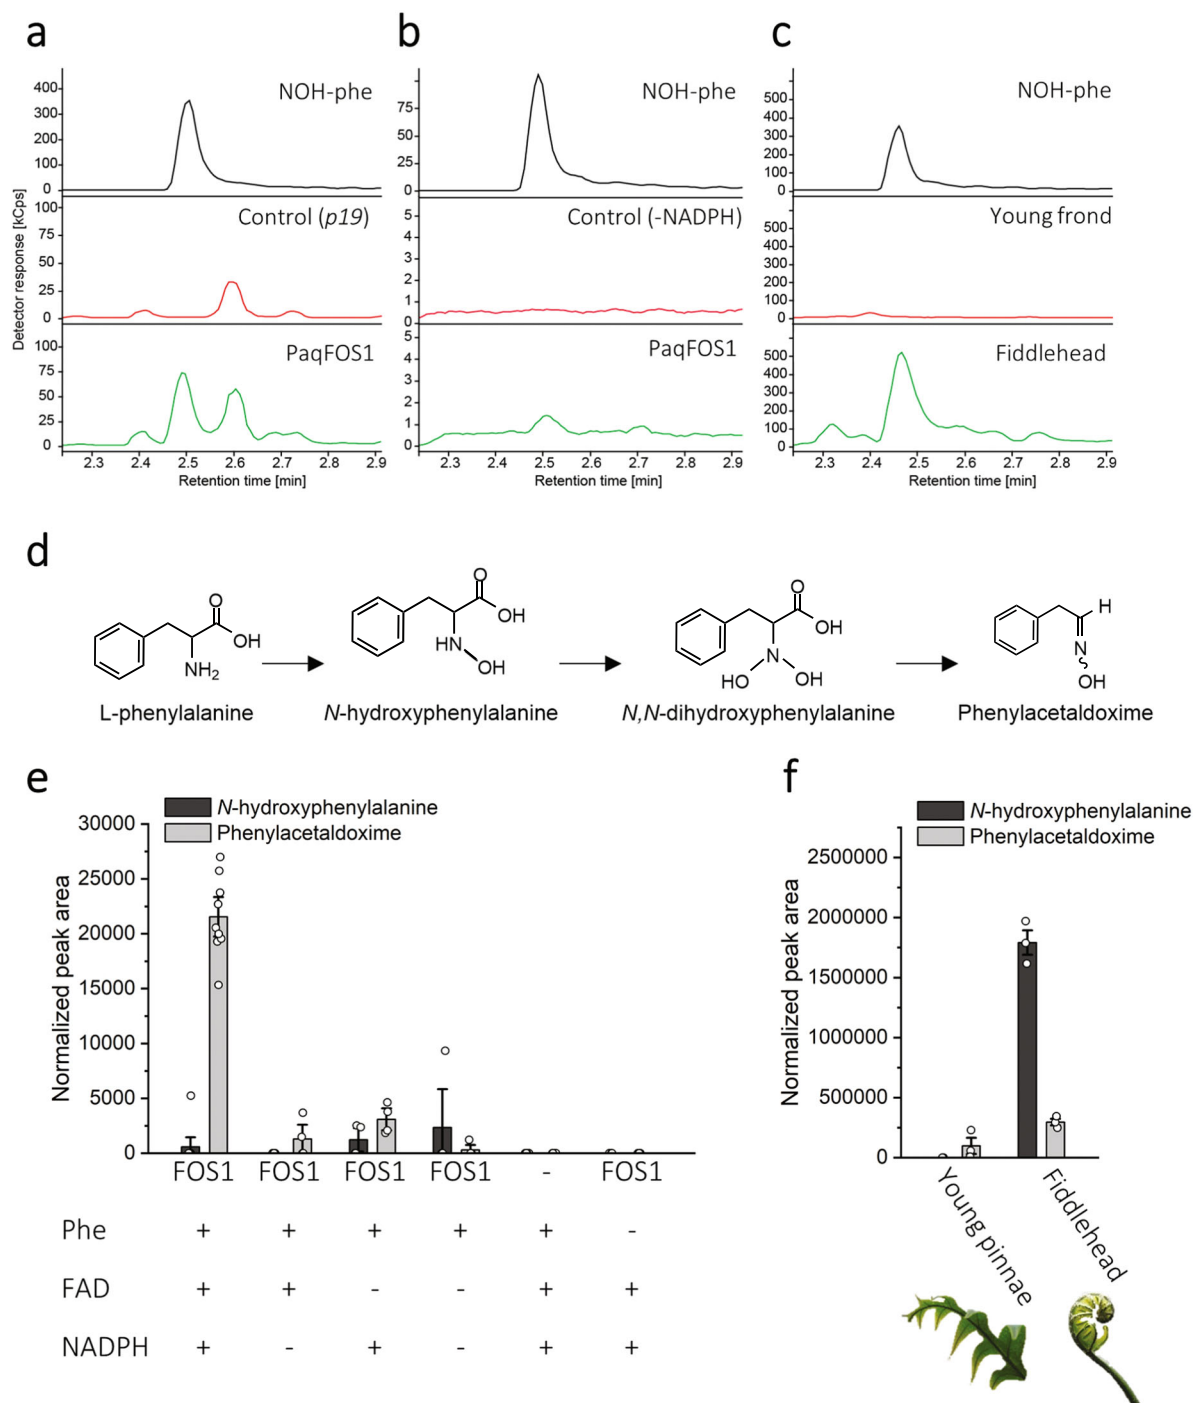 a
b
c
Detector response [kCps]
NOH-phe
400
300
200
100
0
Control (p19)
100
75
50
25
0
PaqFOS1
100
75
50
25
0
2.3 2.4 2.5 2.6 2.7 2.8 2.9
Retention time [min]
NOH-phe
75
50
25
0
Control (-NADPH)
5
4
3
2
1
0
PaqFOS1
5
4
3
2
1
0
2.3 2.4 2.5 2.6 2.7 2.8 2.9
Retention time [min]
NOH-phe
500
400
300
200
100
0
Young frond
500
400
300
200
100
0
Fiddlehead
500
400
300
200
100
0
2.3 2.4 2.5 2.6 2.7 2.8 2.9
Retention time [min]
d
O
OH
NH2
O
OH
HN
OH
O
OH
N
HO
OH
H
N
OH
L-phenylalanine
N-hydroxyphenylalanine
N,N-dihydroxyphenylalanine
Phenylacetaldoxime
e
N-hydroxyphenylalanine
Phenylacetaldoxime
Normalized peak area
30000
25000
20000
15000
10000
5000
0
FOS1 FOS1 FOS1 FOS1 - FOS1
Phe + + + + + -
FAD + + - - + +
NADPH + - + - + +
f
N-hydroxyphenylalanine
Phenylacetaldoxime
Normalized peak area
2500000
2000000
1500000
1000000
500000
0
Young pinnae
Fiddlehead